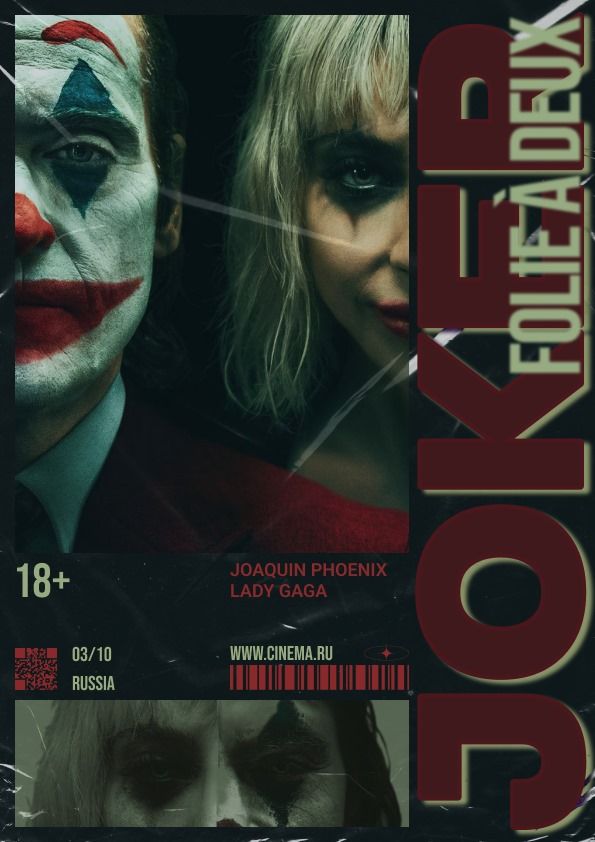 JOKER
FOLIE À DEUX
18+
JOAQUIN PHOENIX
LADY GAGA
03/10
RUSSIA
WWW.CINEMA.RU